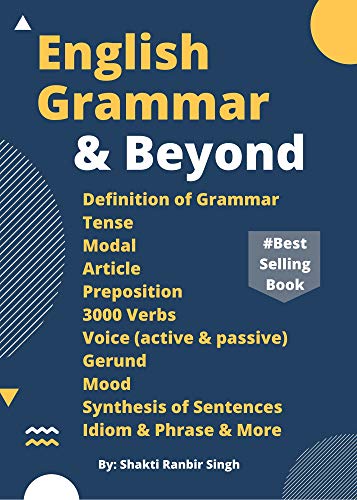 English
Grammar
& Beyond
Definition of Grammar
Tense
Modal
Article
Preposition
3000 Verbs
Voice (active & passive)
Gerund
Mood
Synthesis of Sentences
Idiom & Phrase & More
#Best
Selling
Book
By: Shakti Ranbir Singh